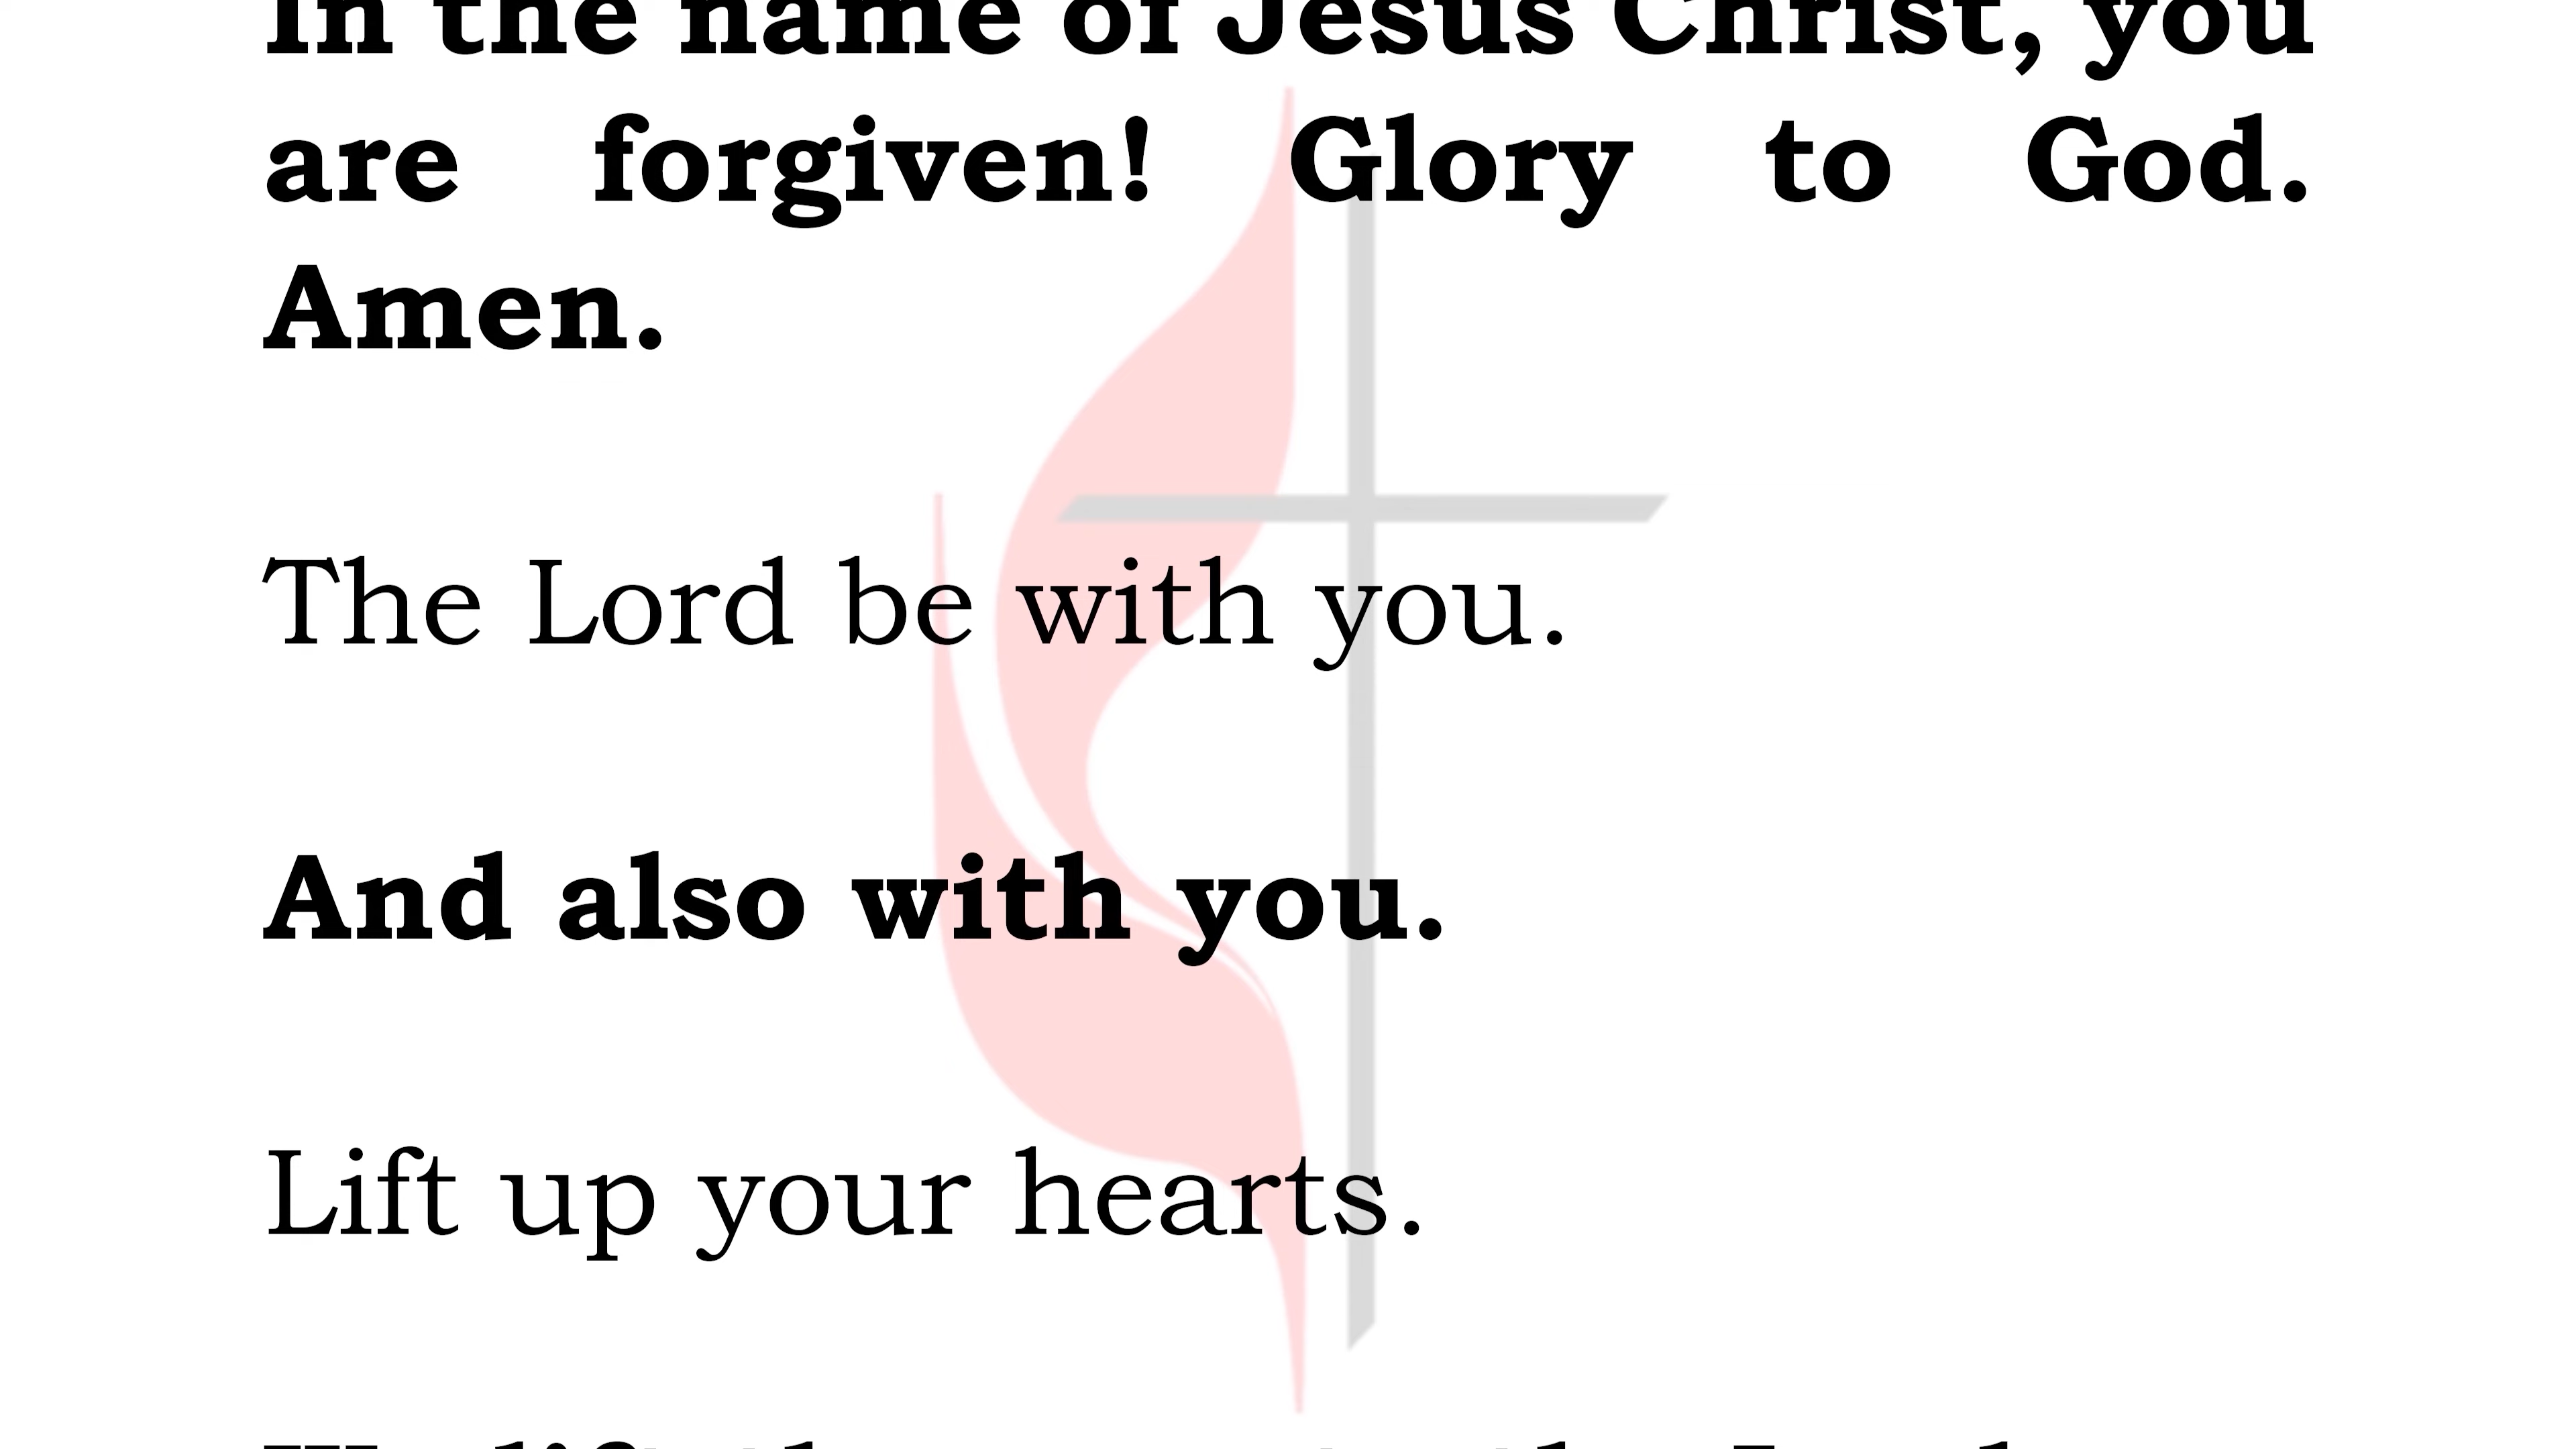 In the name of Jesus Christ, you
are forgiven! Glory to God.
Amen.
The Lord be with you.
And also with you.
Lift up your hearts.